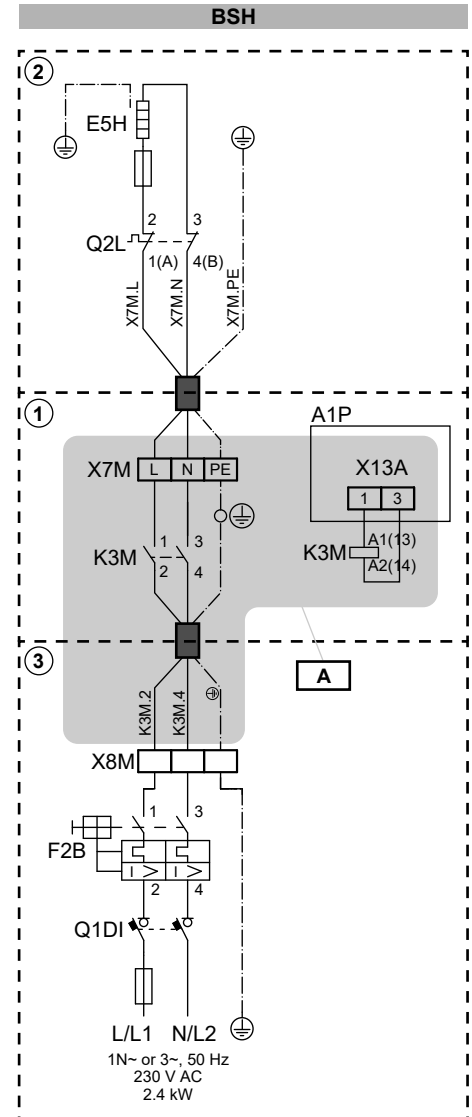 BSH
2
E5H
2 3
Q2L
1(A) 4(B)
X7M.L X7M.N X7M.PE
1
A1P
X7M L N PE X13A
1 3
1 3
K3M
2 4
K3M A1(13)
A2(14)
3
A
K3M.2 K3M.4
X8M
1 3
F2B
I > I >
2 4
Q1DI
L/L1 N/L2
1N~ or 3~, 50 Hz
230 V AC
2.4 kW